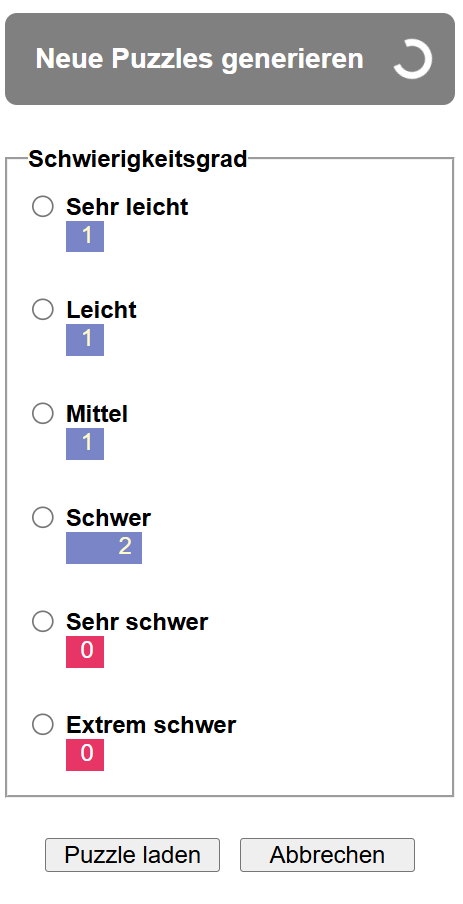 Neue Puzzles generieren
Schwierigkeitsgrad
Sehr leicht
1
Leicht
1
Mittel
1
Schwer
2
Sehr schwer
0
Extrem schwer
0
Puzzle laden Abbrechen